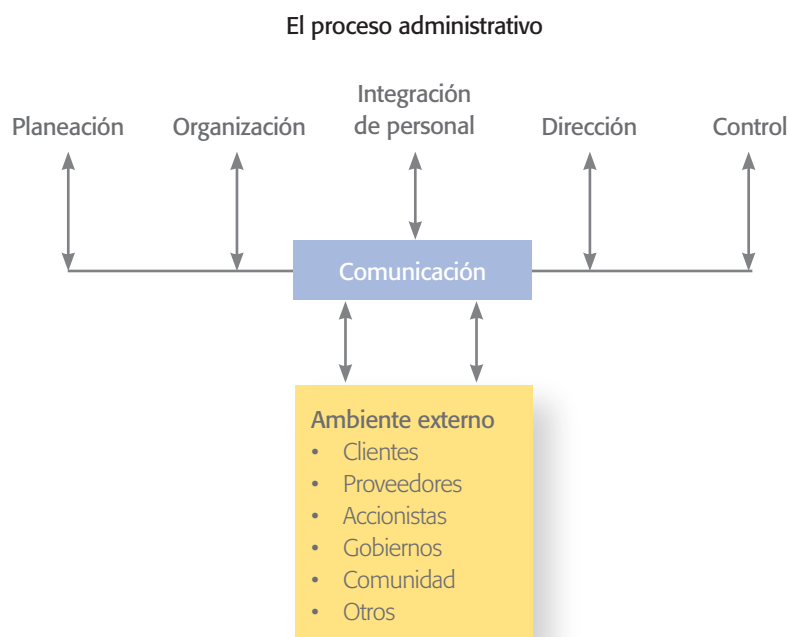 El proceso administrativo
Planeación
Organización
Integración
de personal
Dirección
Control
Comunicación
Ambiente externo
• Clientes
• Proveedores
• Accionistas
• Gobiernos
• Comunidad
• Otros